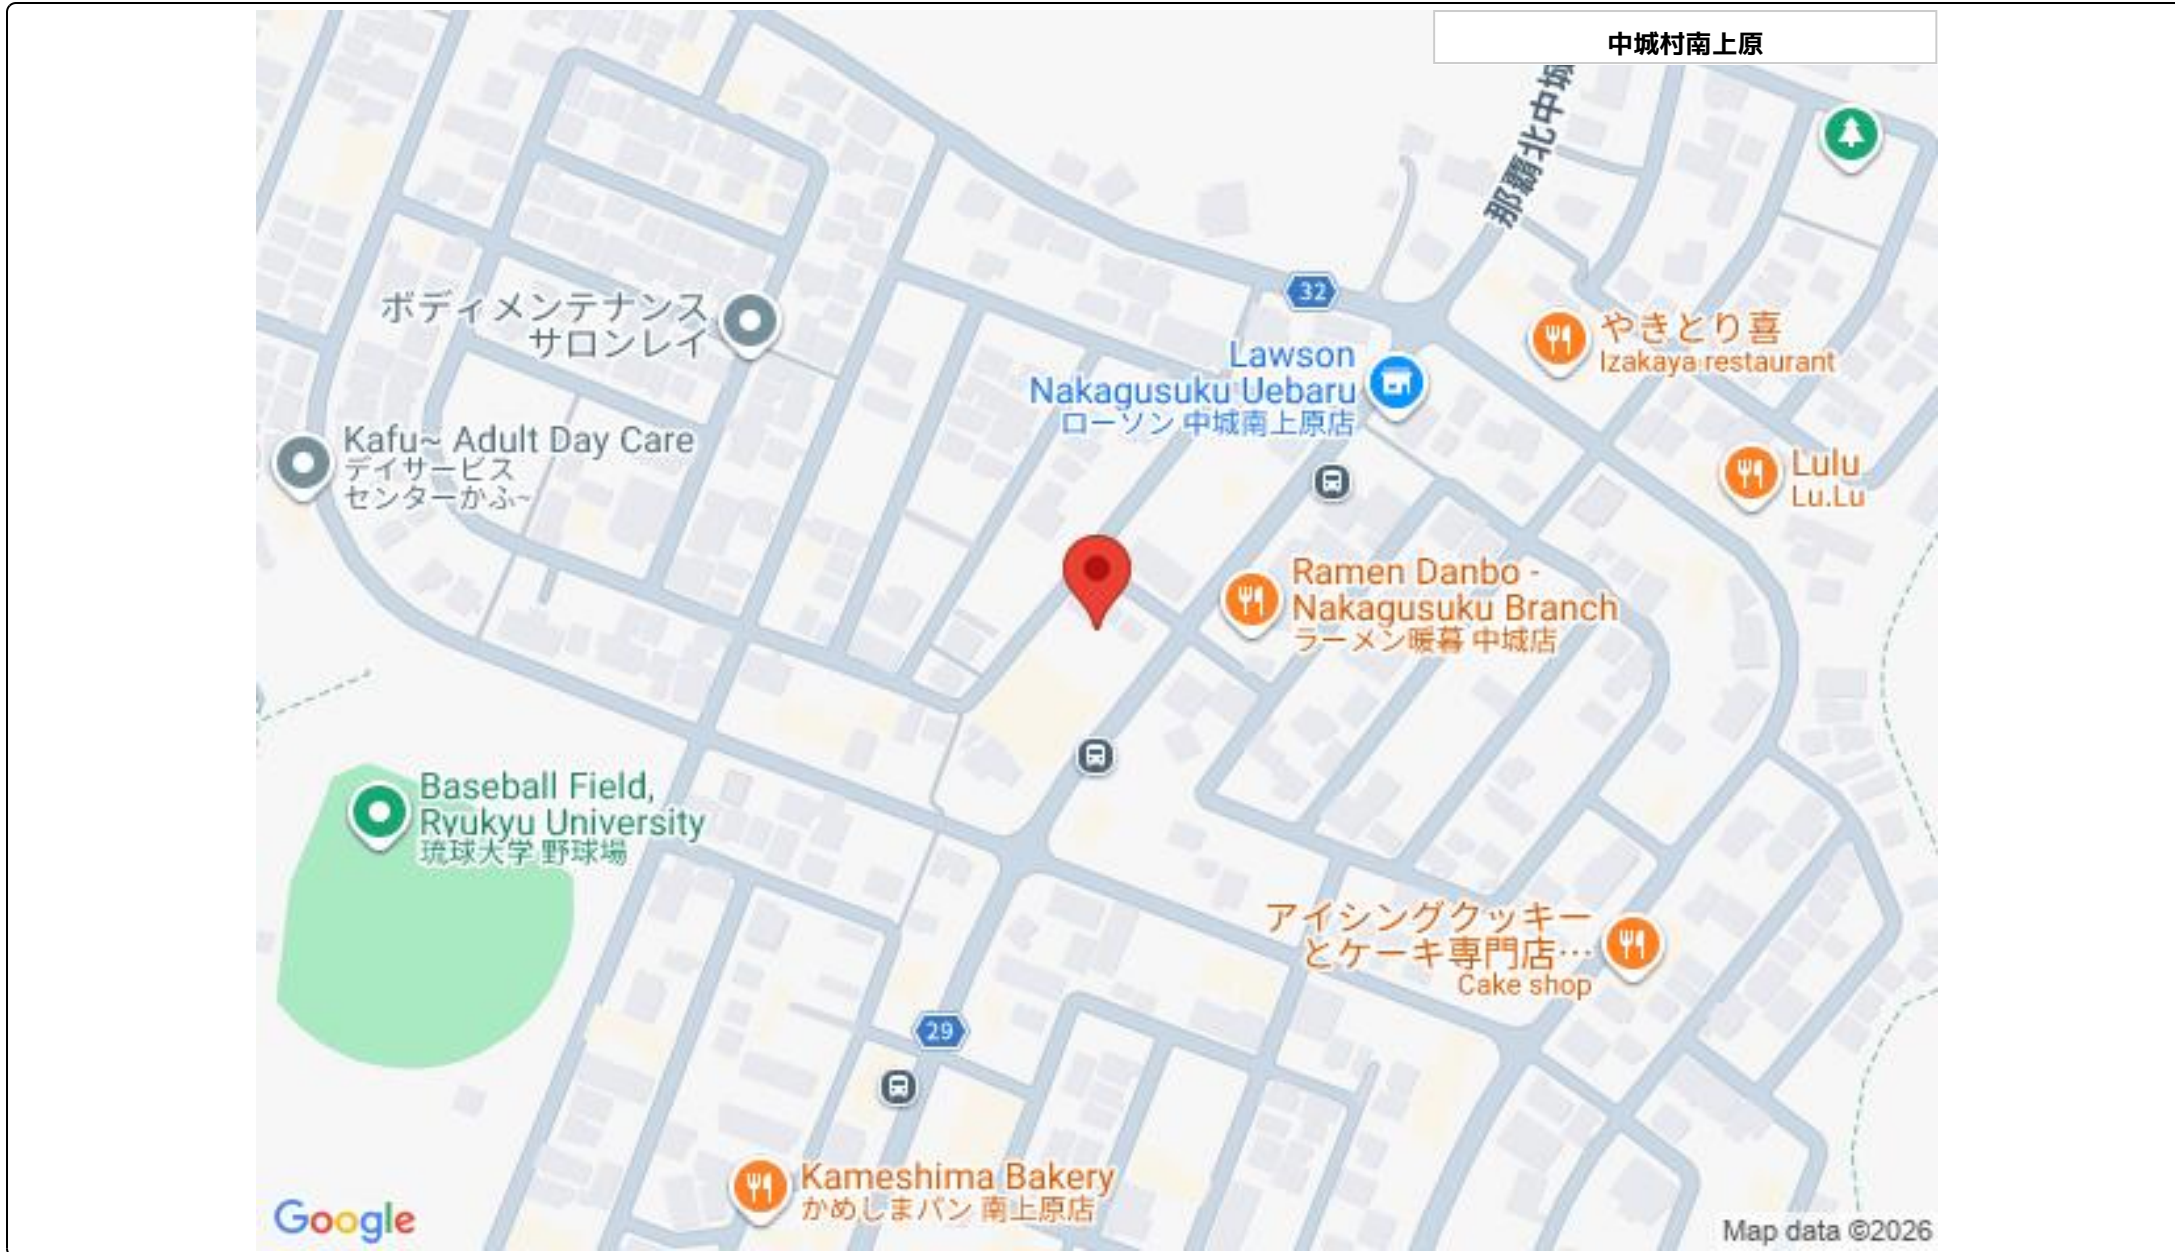 中城村南上原
那覇北中城
32
ボディメンテナンス
サロンレイ
やきとり喜
Izakaya restaurant
Lawson
Nakagusuku Uebaru
ローソン 中城南上原店
Kafu~ Adult Day Care
デイサービス
センターかふ~
Lulu
Lu.Lu
Ramen Danbo -
Nakagusuku Branch
ラーメン暖暮 中城店
Baseball Field,
Ryukyu University
琉球大学 野球場
アイシングクッキー
とケーキ専門店…
Cake shop
29
Kameshima Bakery
かめしまパン 南上原店
Google
Map data ©2026